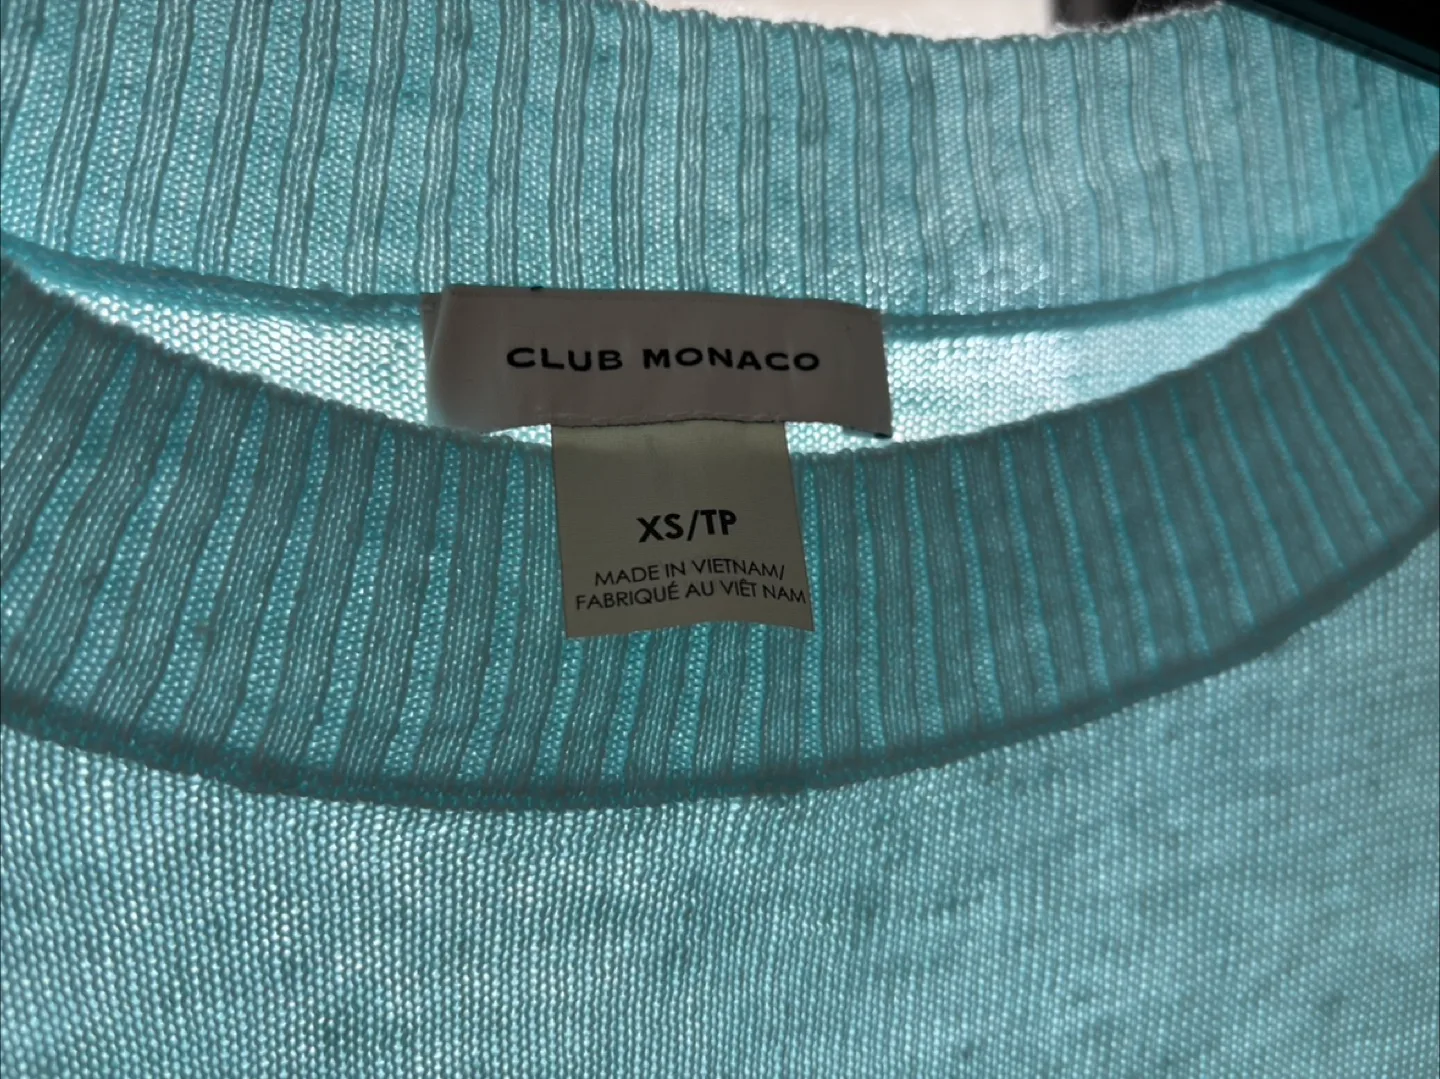 CLUB MONACO
XS/TP
MADE IN VIETNAM/
FABRIQUÉ AU VIÊT NAM